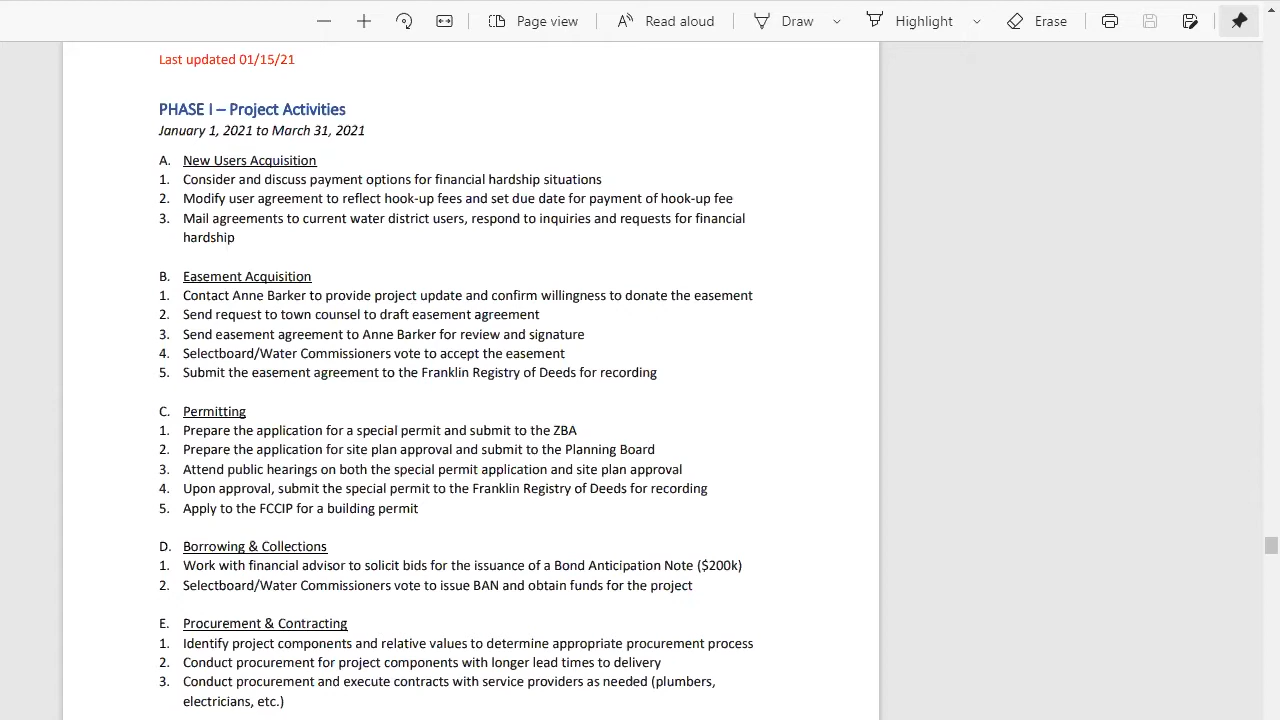 Page view
Read aloud
Draw
Highlight
Erase
Last updated 01/15/21
PHASE I – Project Activities
January 1, 2021 to March 31, 2021
A. New Users Acquisition
1. Consider and discuss payment options for financial hardship situations
2. Modify user agreement to reflect hook-up fees and set due date for payment of hook-up fee
3. Mail agreements to current water district users, respond to inquiries and requests for financial
hardship
B. Easement Acquisition
1. Contact Anne Barker to provide project update and confirm willingness to donate the easement
2. Send request to town counsel to draft easement agreement
3. Send easement agreement to Anne Barker for review and signature
4. Selectboard/Water Commissioners vote to accept the easement
5. Submit the easement agreement to the Franklin Registry of Deeds for recording
C. Permitting
1. Prepare the application for a special permit and submit to the ZBA
2. Prepare the application for site plan approval and submit to the Planning Board
3. Attend public hearings on both the special permit application and site plan approval
4. Upon approval, submit the special permit to the Franklin Registry of Deeds for recording
5. Apply to the FCCIP for a building permit
D. Borrowing & Collections
1. Work with financial advisor to solicit bids for the issuance of a Bond Anticipation Note ($200k)
2. Selectboard/Water Commissioners vote to issue BAN and obtain funds for the project
E. Procurement & Contracting
1. Identify project components and relative values to determine appropriate procurement process
2. Conduct procurement for project components with longer lead times to delivery
3. Conduct procurement and execute contracts with service providers as needed (plumbers,
electricians, etc.)